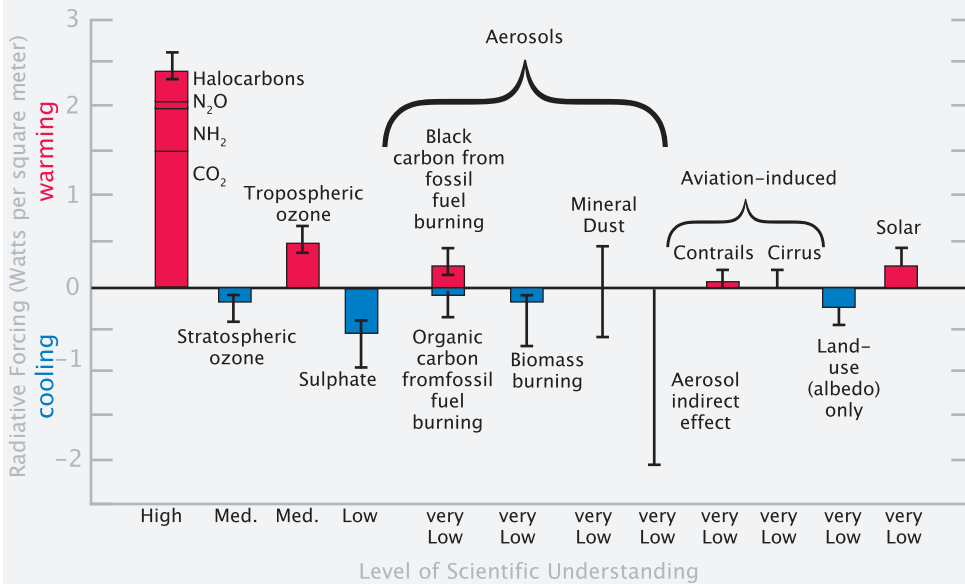 Radiative Forcing (Watts per square meter)
warming
cooling
3
2
1
0
-1
-2
Halocarbons
N₂O
NH₂
CO₂
Stratospheric
ozone
Tropospheric
ozone
Sulphate
Aerosols
Black
carbon from
fossil
fuel
burning
Organic
carbon
fromfossil
fuel
burning
Biomass
burning
Mineral
Dust
Aerosol
indirect
effect
Aviation-induced
Contrails
Cirrus
Land-
use
(albedo)
only
Solar
High
Med.
Med.
Low
very
Low
very
Low
very
Low
very
Low
very
Low
very
Low
very
Low
very
Low
Level of Scientific Understanding